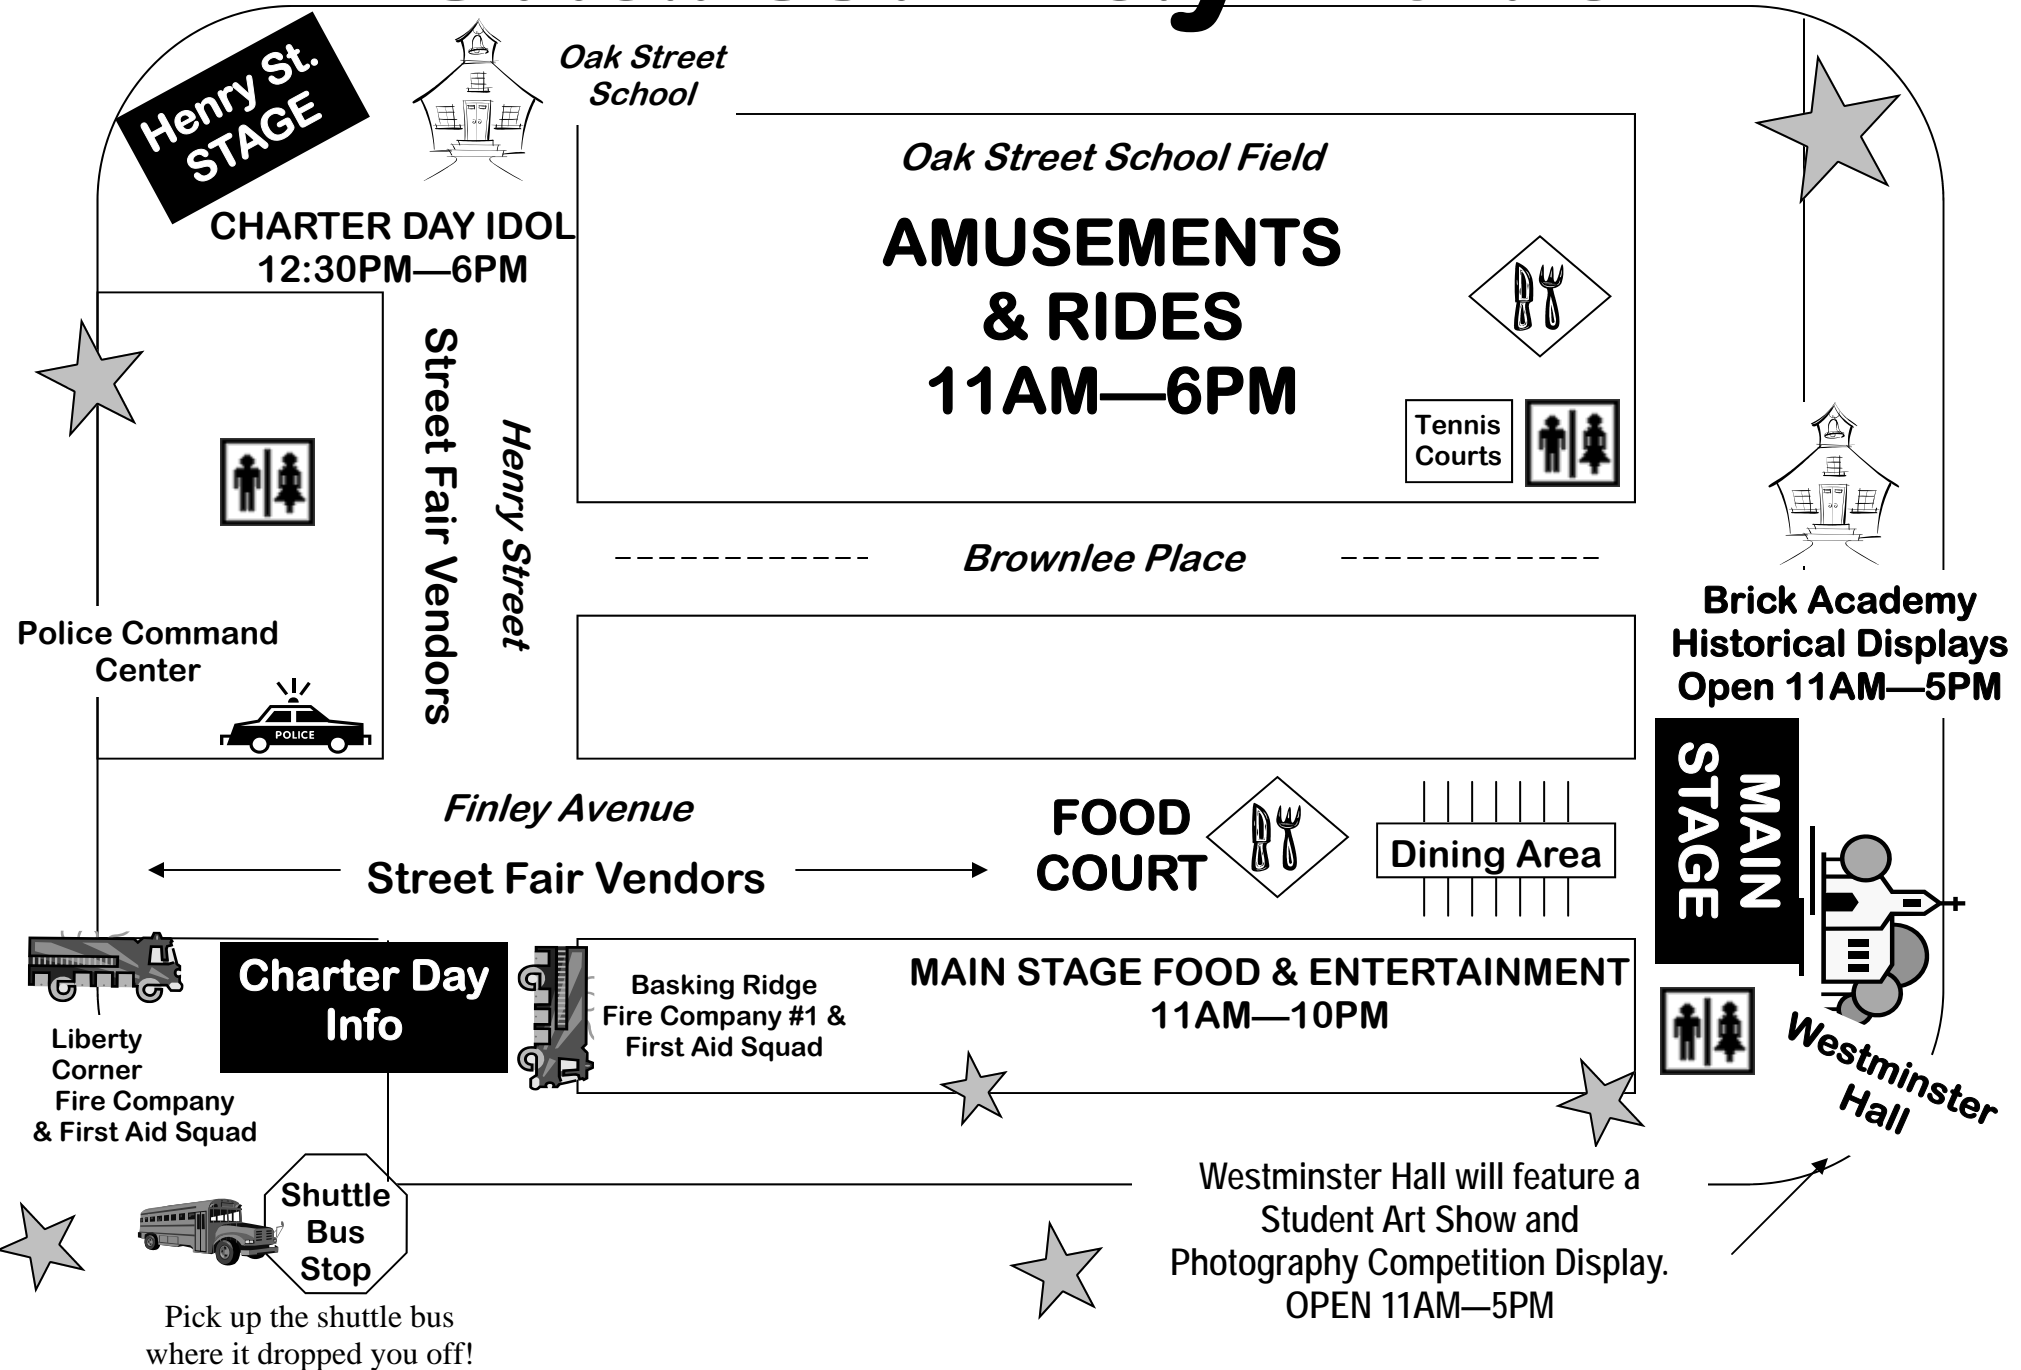 Henry St.
STAGE
Oak Street
School
Oak Street School Field
CHARTER DAY IDOL
12:30PM—6PM
AMUSEMENTS
& RIDES
11AM—6PM
Tennis
Courts
Street Fair Vendors
Henry Street
Brownlee Place
Police Command
Center
POLICE
Brick Academy
Historical Displays
Open 11AM—5PM
MAIN
STAGE
Finley Avenue
Street Fair Vendors
FOOD
COURT
Dining Area
Charter Day
Info
Basking Ridge
Fire Company #1 &
First Aid Squad
MAIN STAGE FOOD & ENTERTAINMENT
11AM—10PM
Liberty
Corner
Fire Company
& First Aid Squad
Westminster
Hall
Shuttle
Bus
Stop
Pick up the shuttle bus
where it dropped you off!
Westminster Hall will feature a
Student Art Show and
Photography Competition Display.
OPEN 11AM—5PM